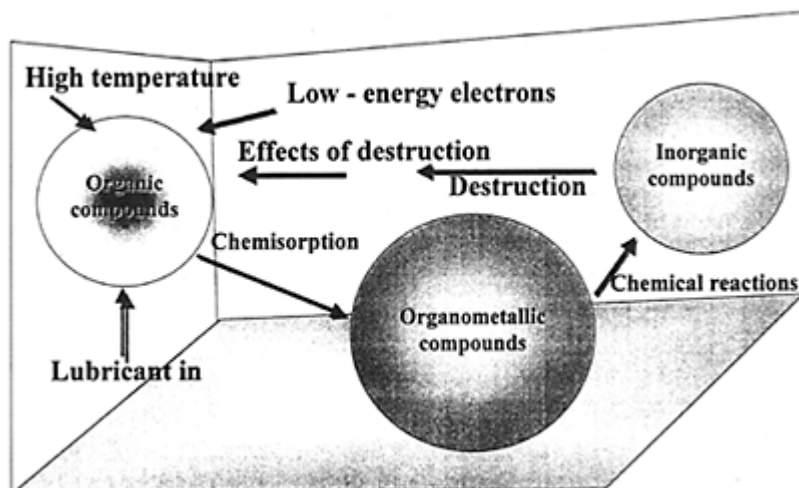 High temperature
Low - energy electrons
Effects of destruction
Destruction
Organic
compounds
Inorganic
compounds
Chemisorption
Organometallic
compounds
Chemical reactions
Lubricant in